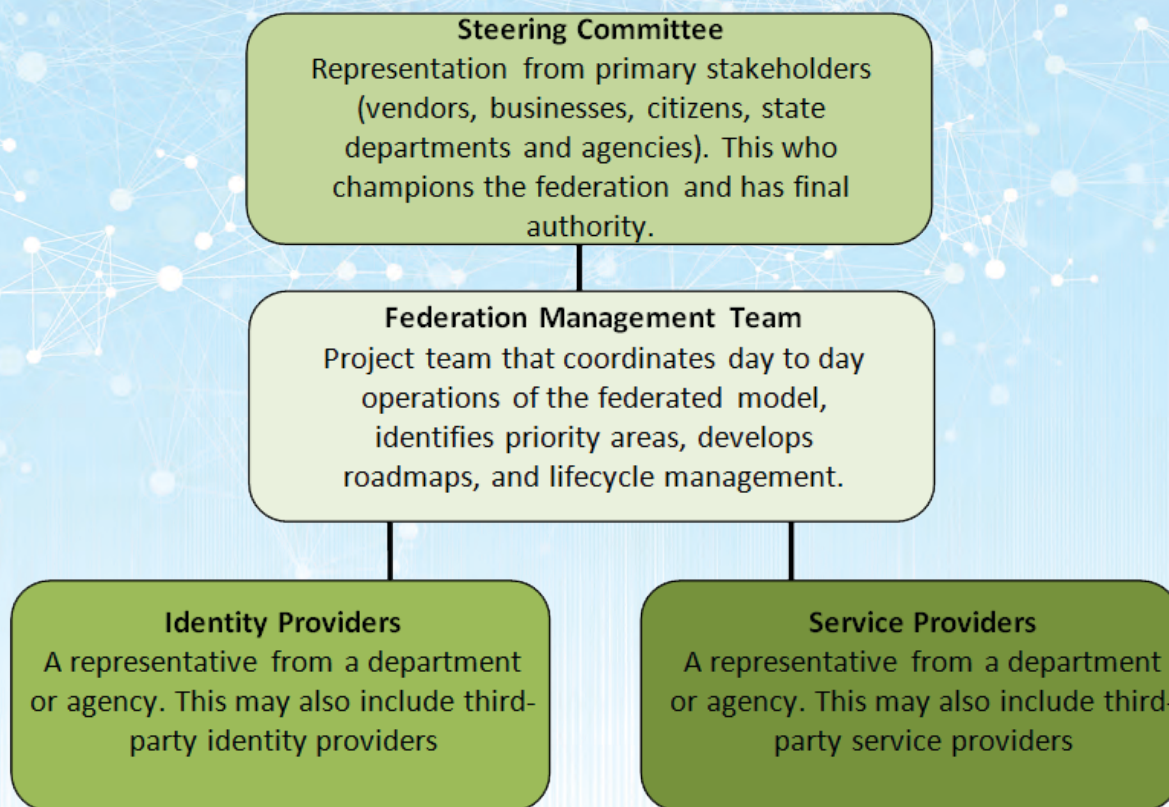 Steering Committee
Representation from primary stakeholders
(vendors, businesses, citizens, state
departments and agencies). This who
champions the federation and has final
authority.
Federation Management Team
Project team that coordinates day to day
operations of the federated model,
identifies priority areas, develops
roadmaps, and lifecycle management.
Identity Providers
A representative from a department
or agency. This may also include third-
party identity providers
Service Providers
A representative from a department
or agency. This may also include third-
party service providers